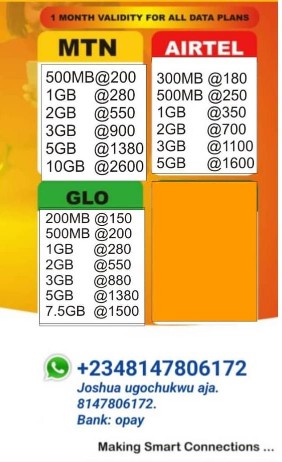 1 MONTH VALIDITY FOR ALL DATA PLANS
MTN
500MB@200
1GB @280
2GB @550
3GB @900
5GB @1380
10GB @2600
AIRTEL
300MB @180
500MB @250
1GB @350
2GB @700
3GB @1100
5GB @1600
GLO
200MB @150
500MB @200
1GB @280
2GB @550
3GB @880
5GB @1380
7.5GB @1500
+2348147806172
Joshua ugochukwu aja.
8147806172.
Bank: opay
Making Smart Connections ...